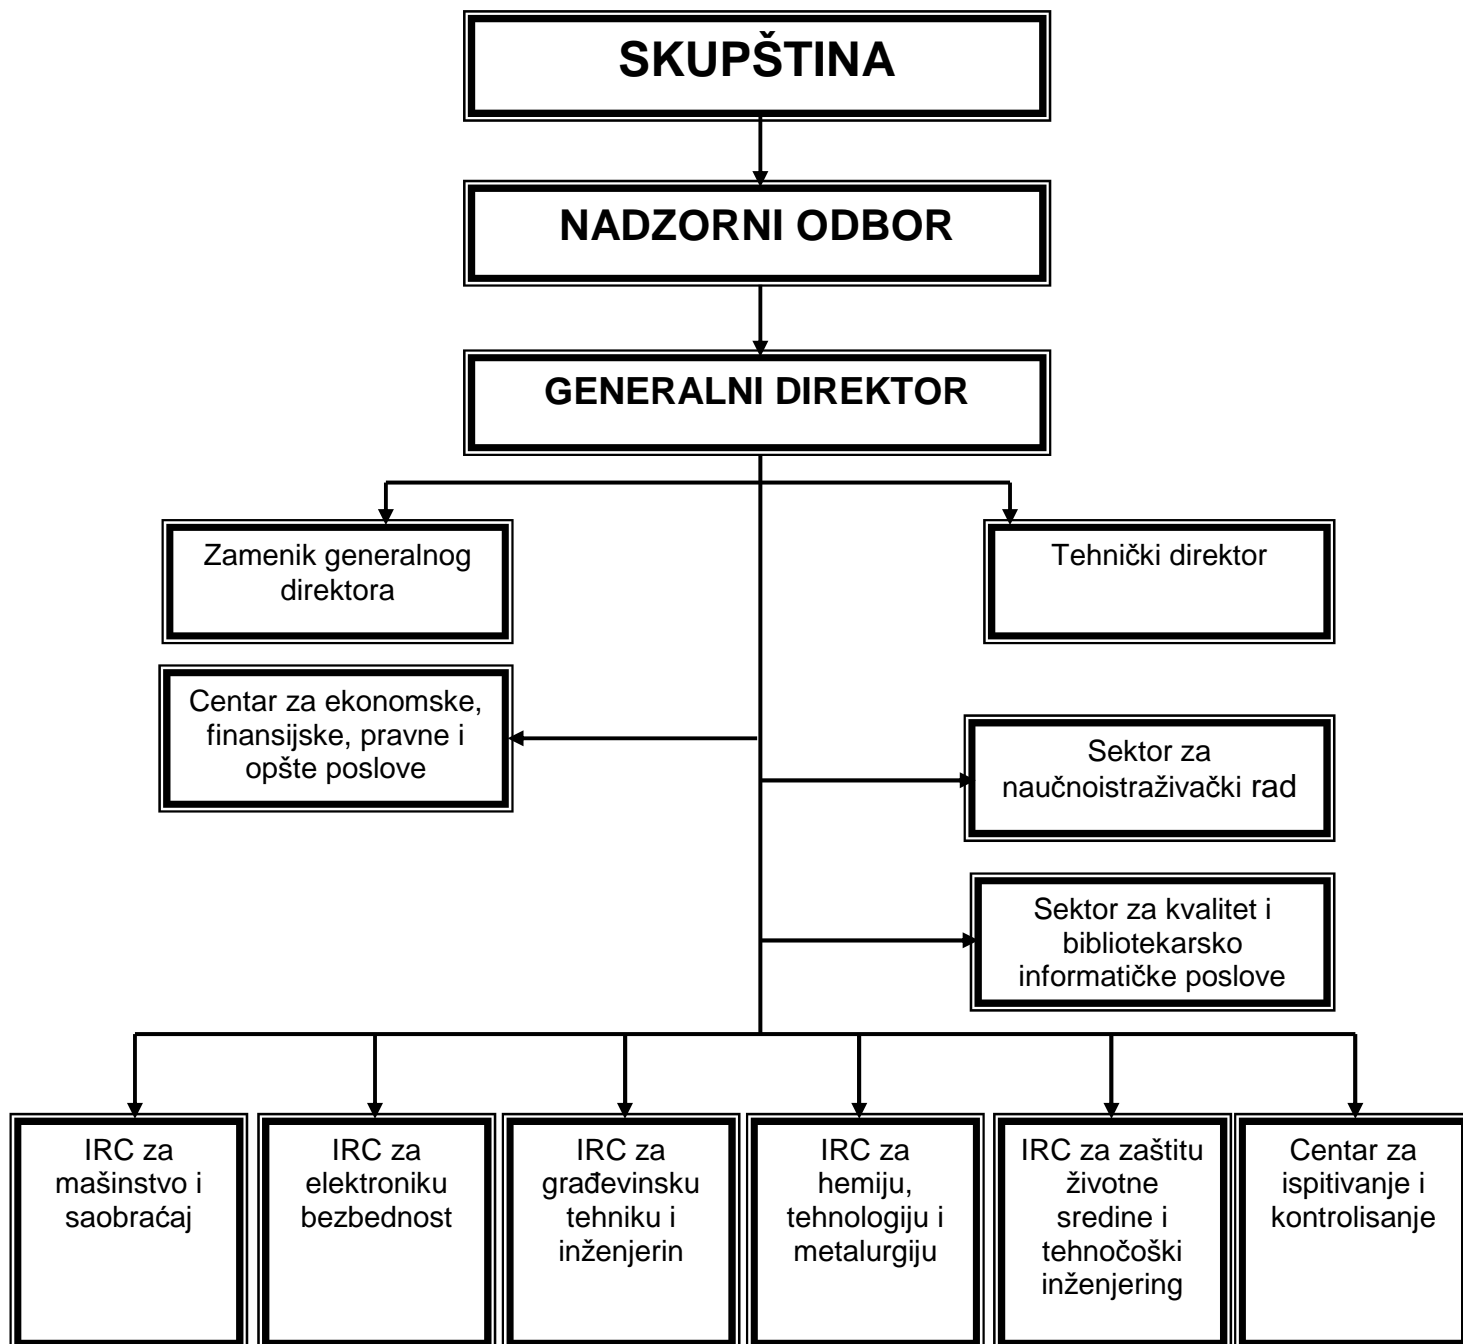 SKUPŠTINA
NADZORNI ODBOR
GENERALNI DIREKTOR
Zamenik generalnog
direktora
Tehnički direktor
Centar za ekonomske,
finansijske, pravne i
opšte poslove
Sektor za
naučnoistraživački rad
Sektor za kvalitet i
bibliotekarsko
informatičke poslove
IRC za
mašinstvo i
saobraćaj
IRC za
elektroniku
bezbednost
IRC za
građevinsku
tehniku i
inženjerin
IRC za
hemiju,
tehnologiju i
metalurgiju
IRC za zaštitu
životne
sredine i
tehnočoški
inženjering
Centar za
ispitivanje i
kontrolisanje